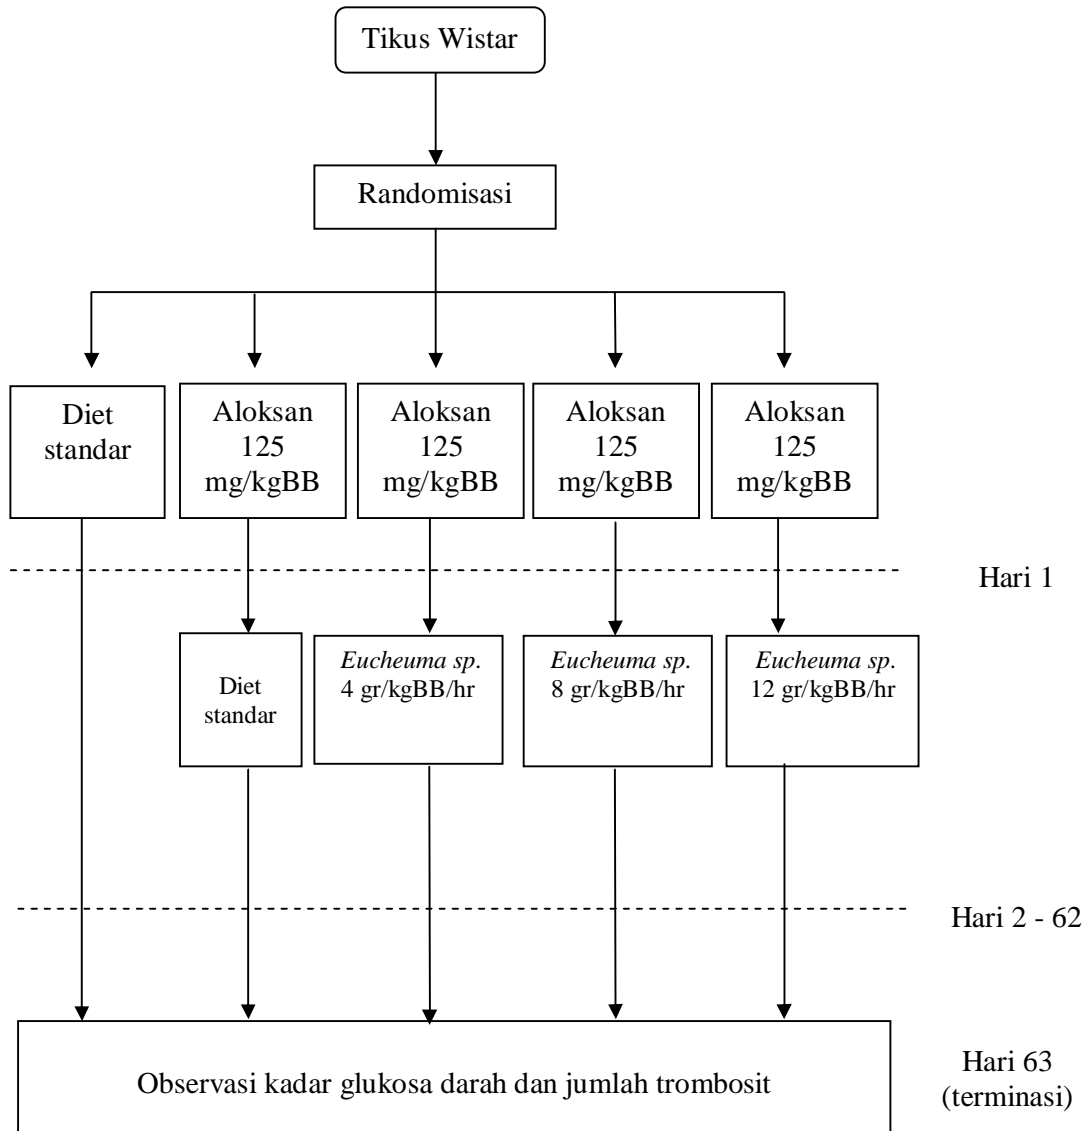 Tikus Wistar
Randomisasi
Diet
standar
Aloksan
125
mg/kgBB
Aloksan
125
mg/kgBB
Aloksan
125
mg/kgBB
Aloksan
125
mg/kgBB
Hari 1
Diet
standar
Eucheuma sp.
4 gr/kgBB/hr
Eucheuma sp.
8 gr/kgBB/hr
Eucheuma sp.
12 gr/kgBB/hr
Hari 2 - 62
Observasi kadar glukosa darah dan jumlah trombosit
Hari 63
(terminasi)